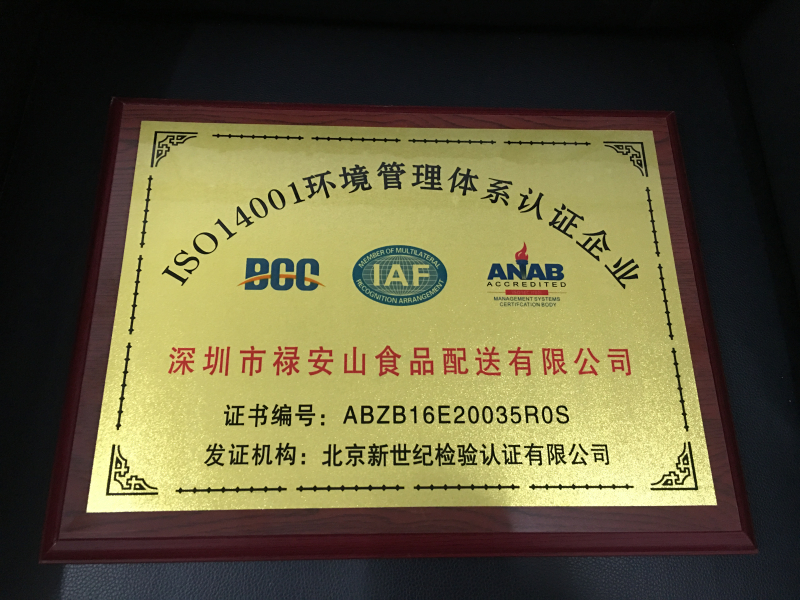 ISO14001环境管理体系认证企业
BCC
MEMBER OF MULTILATERAL
IAF
RECOGNITION ARRANGEMENT
ANAB
ACCREDITED
MANAGEMENT SYSTEMS
CERTIFICATION BODY
深圳市禄安山食品配送有限公司
证书编号：ABZB16E20035R0S
发证机构：北京新世纪检验认证有限公司